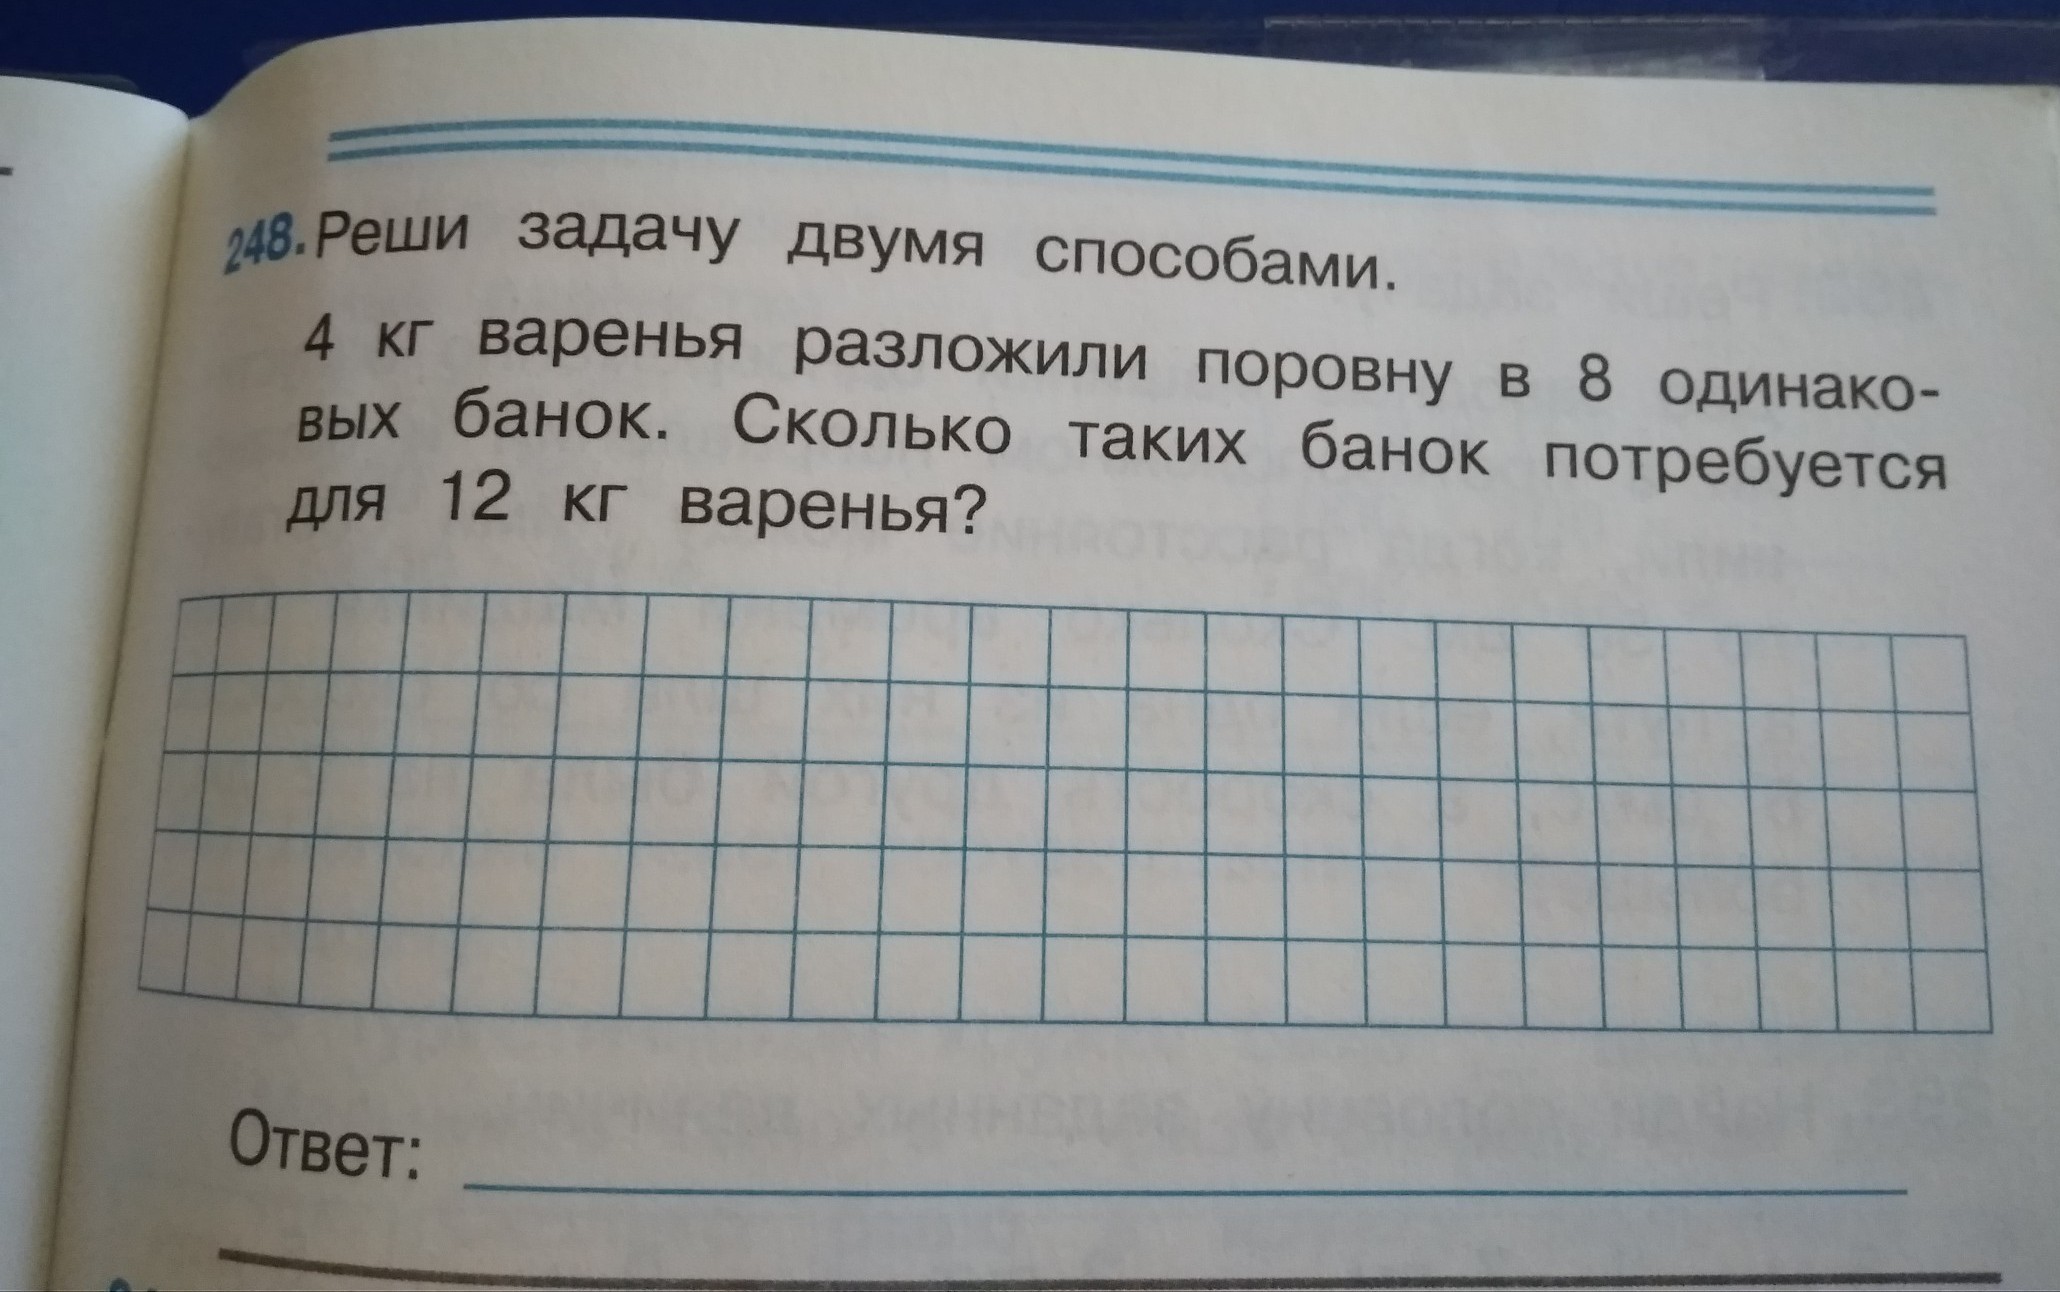 248. Реши задачу двумя способами.
4 кг варенья разложили поровну в 8 одинако-
вых банок. Сколько таких банок потребуется
для 12 кг варенья?
Ответ: